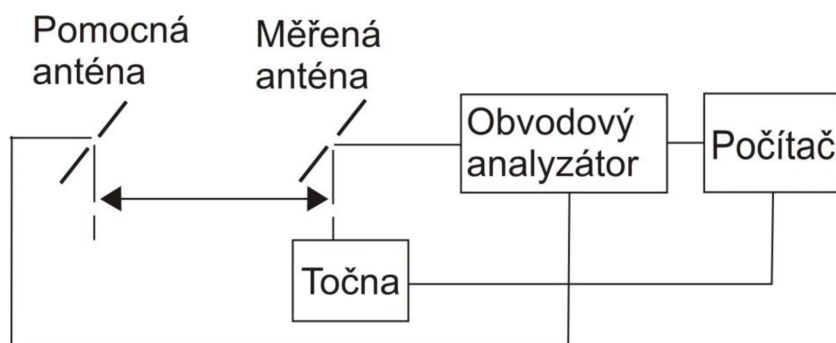 Pomocná
anténa
Měřená
anténa
Obvodový
analyzátor
Počítač
Točna